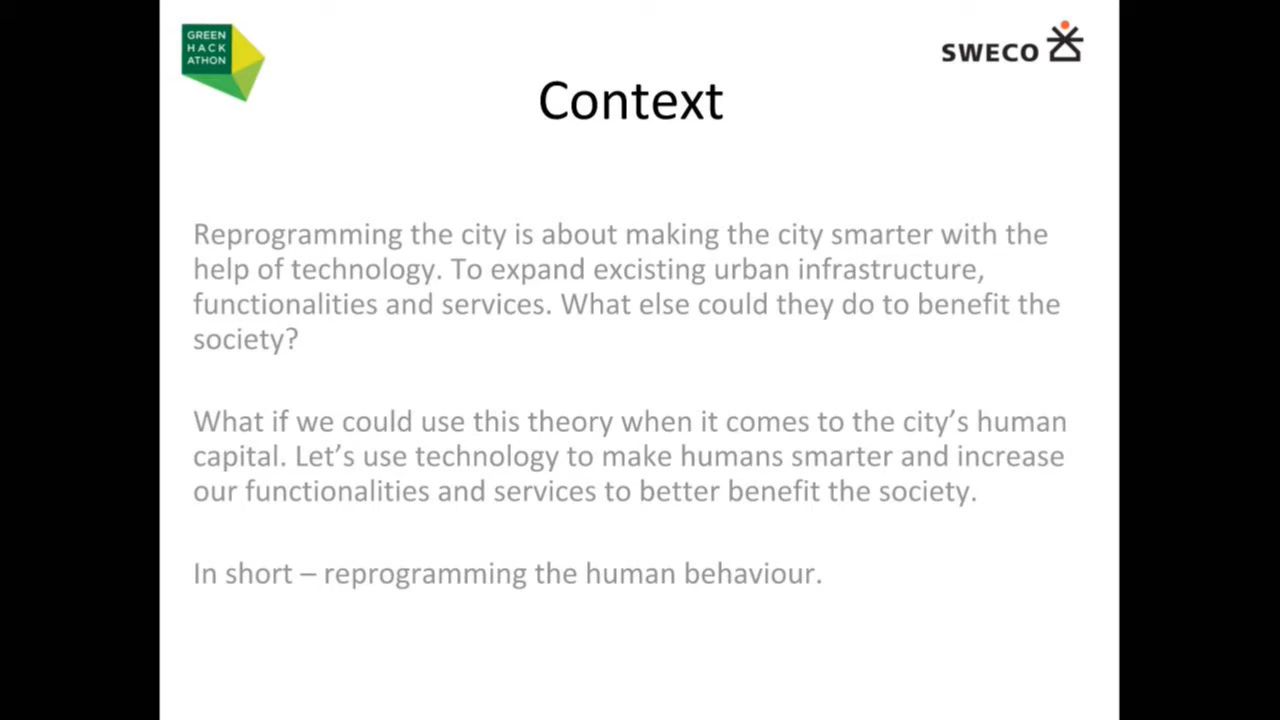 GREEN
HACK
ATHON
SWECO
Context
Reprogramming the city is about making the city smarter with the
help of technology. To expand excisting urban infrastructure,
functionalities and services. What else could they do to benefit the
society?
What if we could use this theory when it comes to the city’s human
capital. Let’s use technology to make humans smarter and increase
our functionalities and services to better benefit the society.
In short – reprogramming the human behaviour.